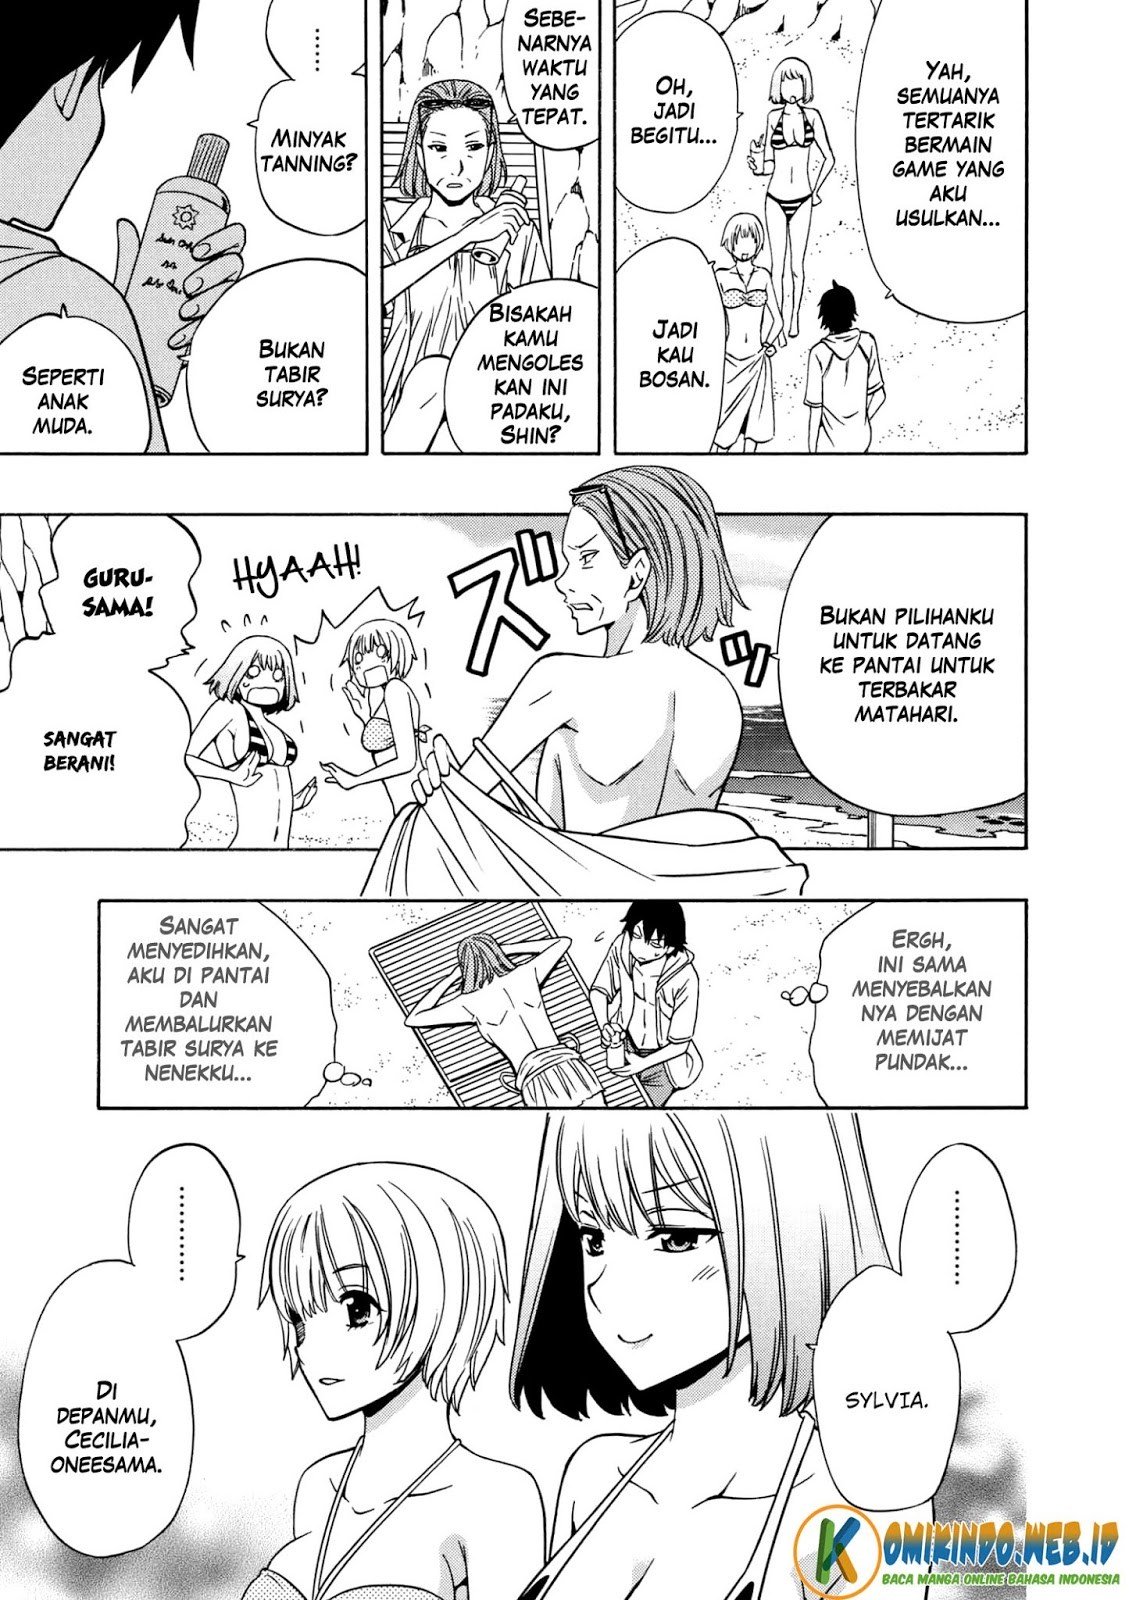 YAH,
SEMUANYA
TERTARIK
BERMAIN
GAME YANG
AKU
USULKAN...
OH,
JADI
BEGITU...
JADI
KAU
BOSAN.
SEBE-
NARNYA
WAKTU
YANG
TEPAT.
BISAKAH
KAMU
MENGOLES
KAN INI
PADAKU,
SHIN?
......
MINYAK
TANNING?
BUKAN
TABIR
SURYA?
SEPERTI
ANAK
MUDA.
BUKAN PILIHANKU
UNTUK DATANG
KE PANTAI UNTUK
TERBAKAR
MATAHARI.
ズズッ
HYAAH!
GURU-
SAMA!
SANGAT
BERANI!
ERGH,
INI SAMA
MENYEBALKAN
NYA DENGAN
MEMIJAT
PUNDAK...
SANGAT
MENYEDIHKAN,
AKU DI PANTAI
DAN
MEMBALURKAN
TABIR SURYA KE
NENEKKU...
.........
SYLVIA.
.........
DI
DEPANMU,
CECILIA-
ONEESAMA.
KOMIKINDO.WEB.ID
BACA MANGA ONLINE BAHASA INDONESIA